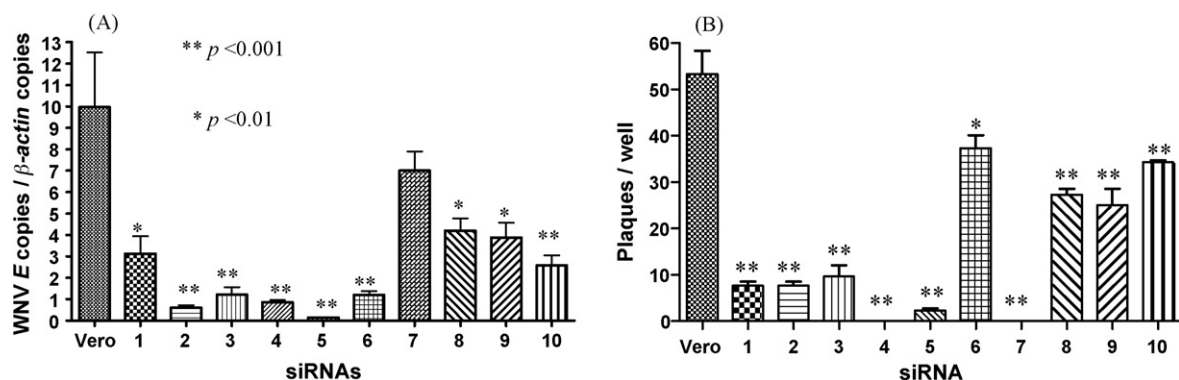 (A)
WNV E copies / β-actin copies
13
12
11
10
9
8
7
6
5
4
3
2
1
0
** p <0.001
* p <0.01
* ** ** ** ** ** * * **
Vero 1 2 3 4 5 6 7 8 9 10
siRNAs
(B)
Plaques / well
60
50
40
30
20
10
0
** ** ** ** ** * ** ** ** **
Vero 1 2 3 4 5 6 7 8 9 10
siRNA